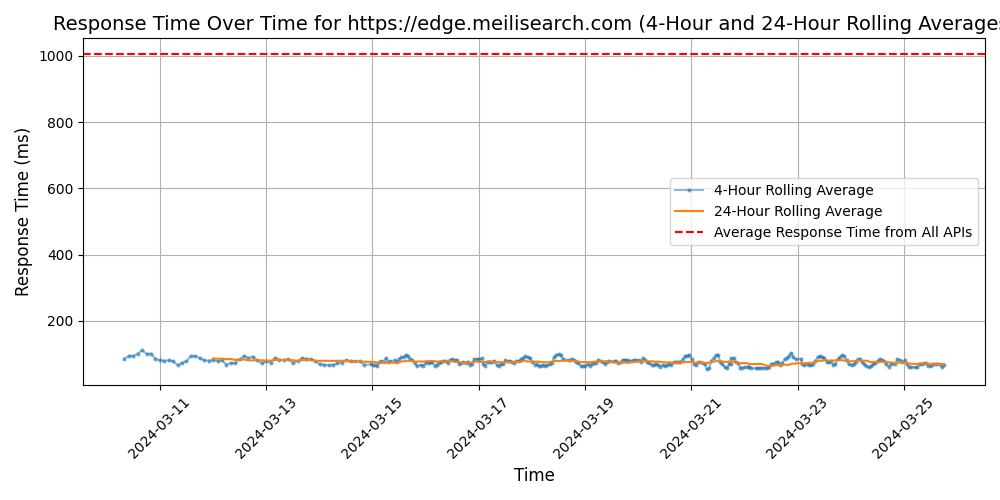 Response Time Over Time for https://edge.meilisearch.com (4-Hour and 24-Hour Rolling Averages
Response Time (ms)
1000
800
600
400
200
4-Hour Rolling Average
24-Hour Rolling Average
Average Response Time from All APIs
2024-03-11
2024-03-13
2024-03-15
2024-03-17
2024-03-19
2024-03-21
2024-03-23
2024-03-25
Time